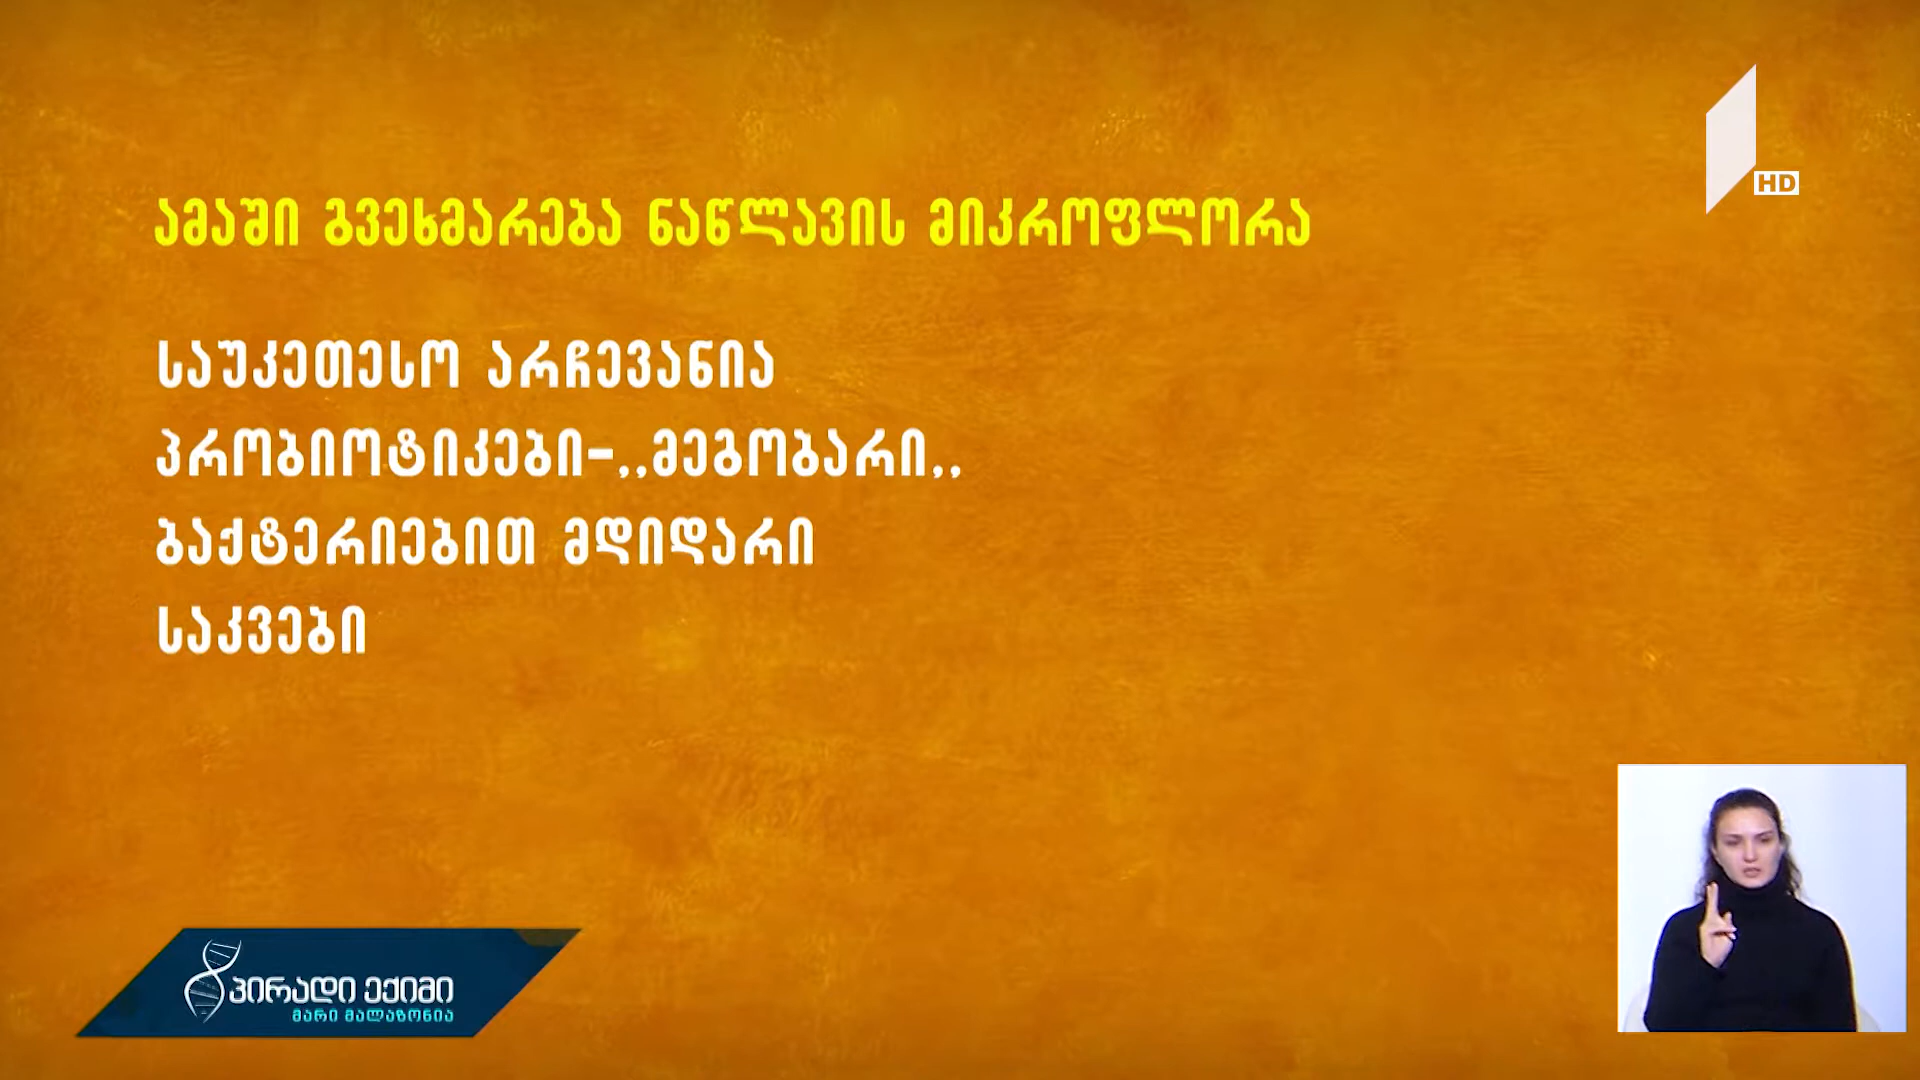 ამაში გვეხმარება ნაწლავის მიკროფლორა
HD
საუკეთესო არჩევანია
პრობიოტიკები-,,მეგობარი,,
ბაქტერიებით მდიდარი
საკვები
პირადი ექიმი
მარი მალაზონია